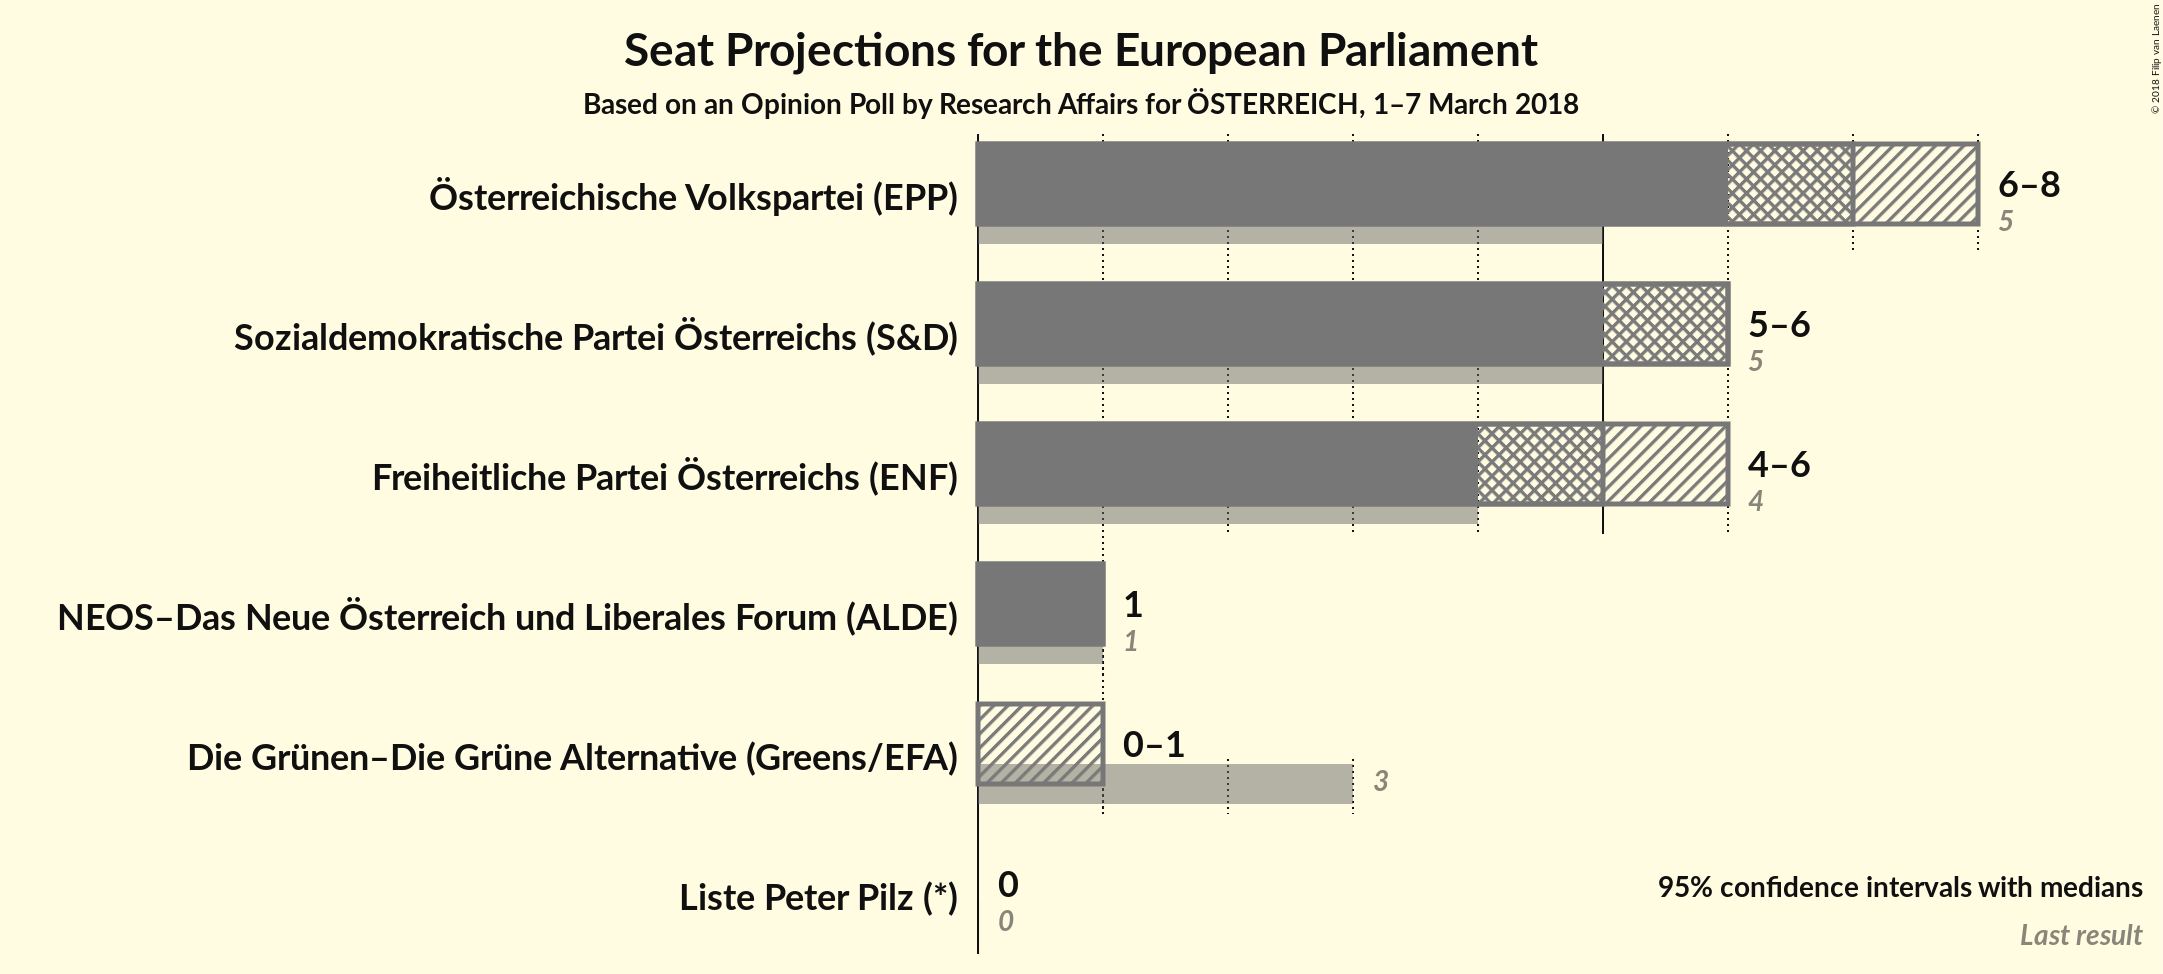 Seat Projections for the European Parliament
Based on an Opinion Poll by Research Affairs for ÖSTERREICH, 1–7 March 2018
© 2018 Filip van Laenen
Österreichische Volkspartei (EPP)
6–8
5
Sozialdemokratische Partei Österreichs (S&D)
5–6
5
Freiheitliche Partei Österreichs (ENF)
4–6
4
NEOS–Das Neue Österreich und Liberales Forum (ALDE)
1
1
Die Grünen–Die Grüne Alternative (Greens/EFA)
0–1
3
Liste Peter Pilz (*)
0
0
95% confidence intervals with medians
Last result